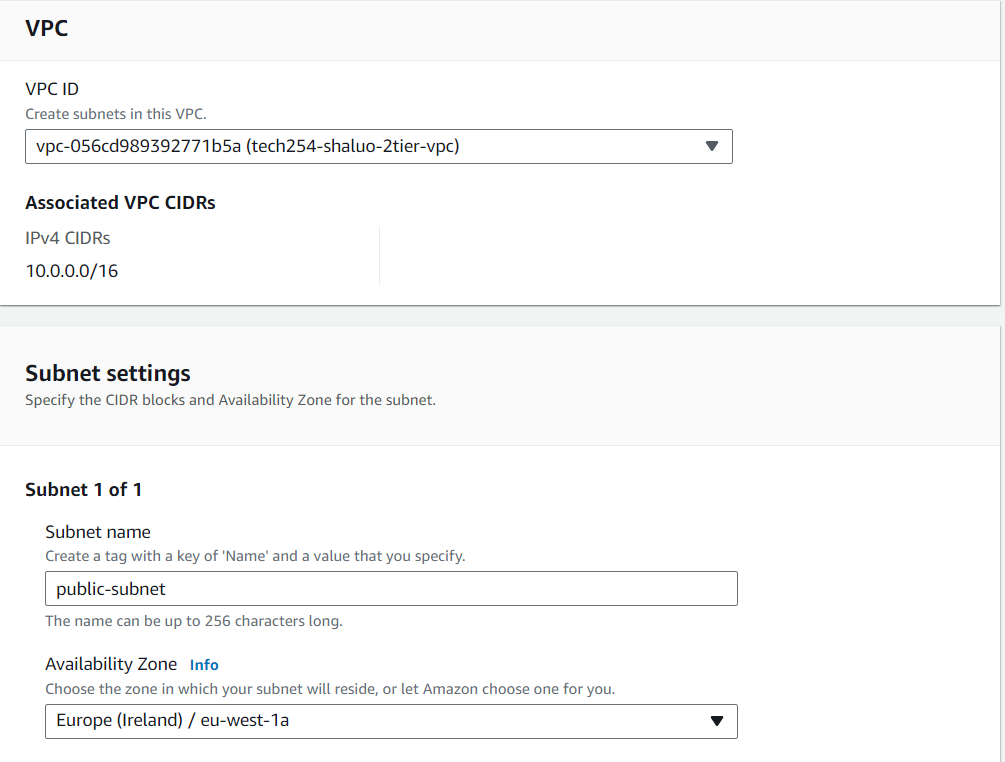 VPC
VPC ID
Create subnets in this VPC.
vpc-056cd989392771b5a (tech254-shaluo-2tier-vpc)
Associated VPC CIDRs
IPv4 CIDRs
10.0.0.0/16
Subnet settings
Specify the CIDR blocks and Availability Zone for the subnet.
Subnet 1 of 1
Subnet name
Create a tag with a key of 'Name' and a value that you specify.
public-subnet
The name can be up to 256 characters long.
Availability Zone Info
Choose the zone in which your subnet will reside, or let Amazon choose one for you.
Europe (Ireland) / eu-west-1a